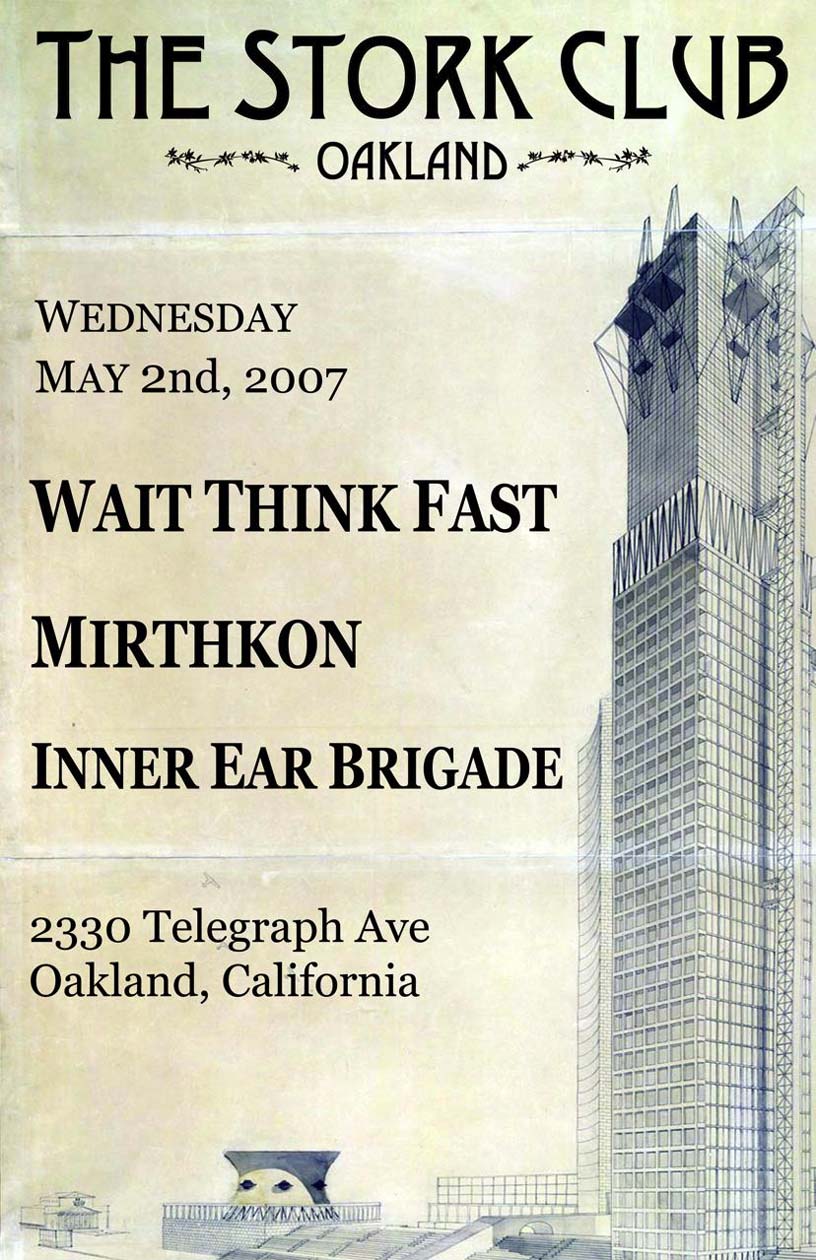 THE STORK CLUB
OAKLAND
WEDNESDAY
MAY 2nd, 2007
WAIT THINK FAST
MIRTHKON
INNER EAR BRIGADE
2330 Telegraph Ave
Oakland, California